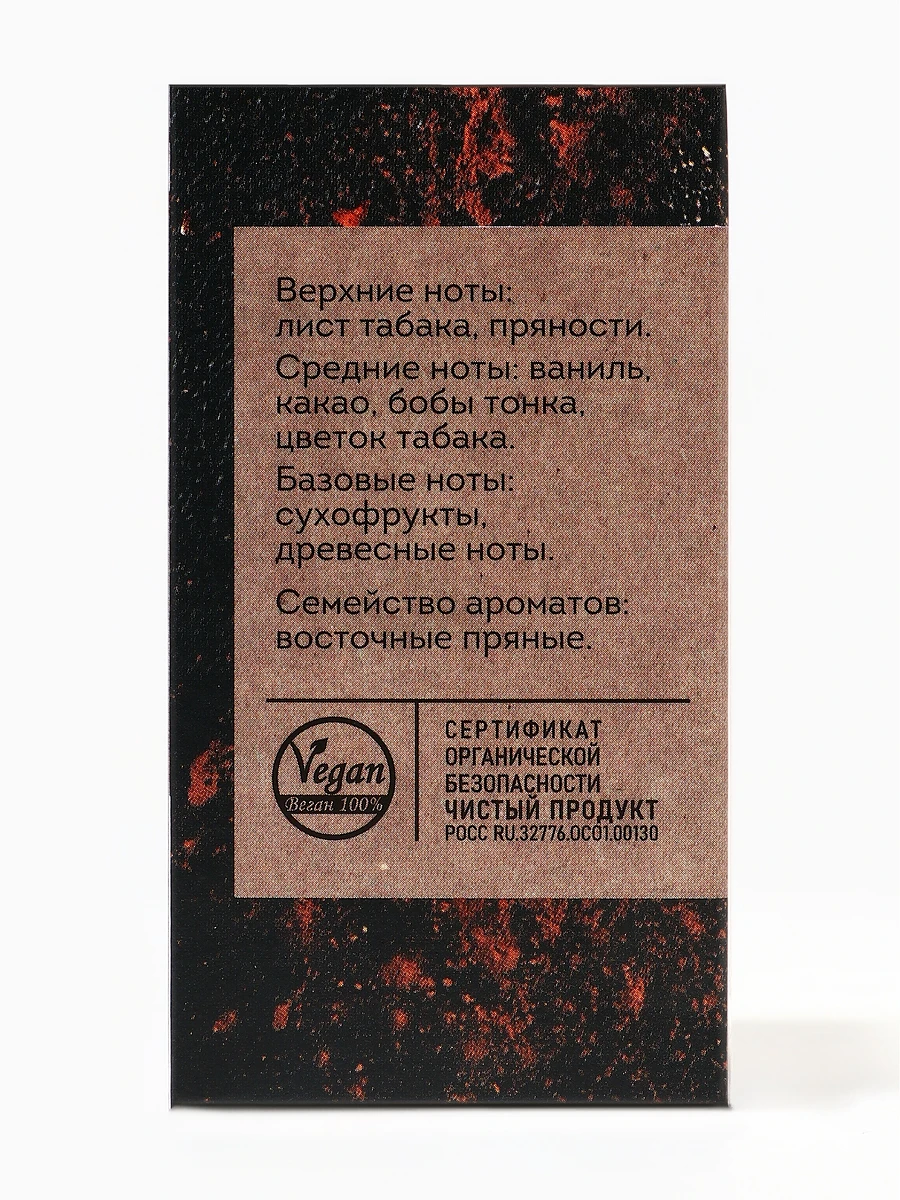 Верхние ноты:
лист табака, пряности.
Средние ноты: ваниль,
какао, бобы тонка,
цветок табака.
Базовые ноты:
сухофрукты,
древесные ноты.
Семейство ароматов:
восточные пряные.
Vegan
Веган 100%
СЕРТИФИКАТ
ОРГАНИЧЕСКОЙ
БЕЗОПАСНОСТИ
ЧИСТЫЙ ПРОДУКТ
РОСС RU.32776.ОС01.00130